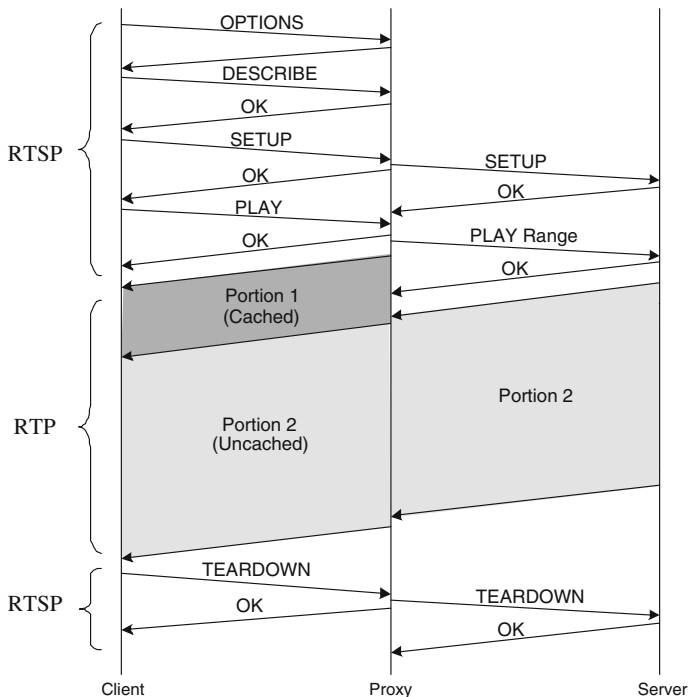 OPTIONS
DESCRIBE
OK
SETUP
SETUP
OK
OK
PLAY
PLAY Range
OK
OK
RTSP
Portion 1
(Cached)
Portion 2
Portion 2
(Uncached)
RTP
TEARDOWN
TEARDOWN
OK
OK
RTSP
Client
Proxy
Server